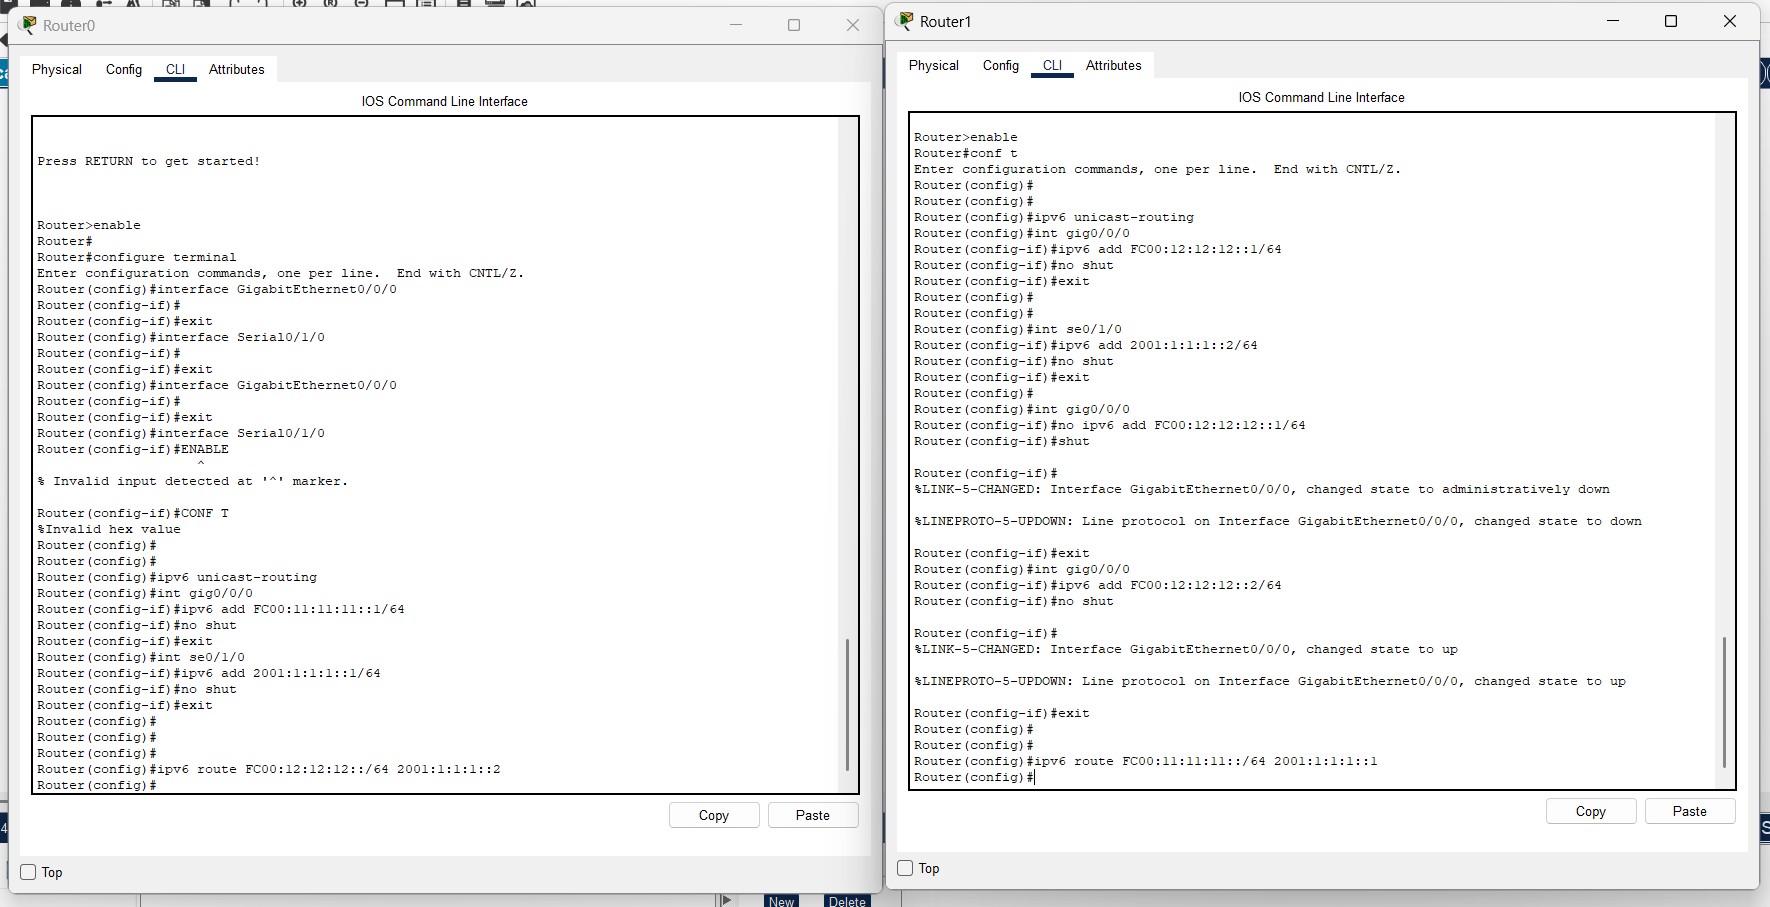 Router0
Physical Config CLI Attributes
IOS Command Line Interface
Press RETURN to get started!
Router>enable
Router#
Router#configure terminal
Enter configuration commands, one per line.  End with CNTL/Z.
Router(config)#interface GigabitEthernet0/0/0
Router(config-if)#
Router(config-if)#exit
Router(config)#interface Serial0/1/0
Router(config-if)#
Router(config-if)#exit
Router(config)#interface GigabitEthernet0/0/0
Router(config-if)#
Router(config-if)#exit
Router(config)#interface Serial0/1/0
Router(config-if)#ENABLE
^
% Invalid input detected at '^' marker.
Router(config-if)#CONF T
%Invalid hex value
Router(config)#
Router(config)#
Router(config)#ipv6 unicast-routing
Router(config)#int gig0/0/0
Router(config-if)#ipv6 add FC00:11:11:11::1/64
Router(config-if)#no shut
Router(config-if)#exit
Router(config)#int se0/1/0
Router(config-if)#ipv6 add 2001:1:1:1::1/64
Router(config-if)#no shut
Router(config-if)#exit
Router(config)#
Router(config)#
Router(config)#
Router(config)#ipv6 route FC00:12:12:12::/64 2001:1:1:1::2
Router(config)#
Copy Paste
Top
Router1
Physical Config CLI Attributes
IOS Command Line Interface
Router>enable
Router#conf t
Enter configuration commands, one per line.  End with CNTL/Z.
Router(config)#
Router(config)#
Router(config)#ipv6 unicast-routing
Router(config)#int gig0/0/0
Router(config-if)#ipv6 add FC00:12:12:12::1/64
Router(config-if)#no shut
Router(config-if)#exit
Router(config)#
Router(config)#
Router(config)#int se0/1/0
Router(config-if)#ipv6 add 2001:1:1:1::2/64
Router(config-if)#no shut
Router(config-if)#exit
Router(config)#
Router(config)#int gig0/0/0
Router(config-if)#no ipv6 add FC00:12:12:12::1/64
Router(config-if)#shut
Router(config-if)#
%LINK-5-CHANGED: Interface GigabitEthernet0/0/0, changed state to administratively down
%LINEPROTO-5-UPDOWN: Line protocol on Interface GigabitEthernet0/0/0, changed state to down
Router(config-if)#exit
Router(config)#int gig0/0/0
Router(config-if)#ipv6 add FC00:12:12:12::2/64
Router(config-if)#no shut
Router(config-if)#
%LINK-5-CHANGED: Interface GigabitEthernet0/0/0, changed state to up
%LINEPROTO-5-UPDOWN: Line protocol on Interface GigabitEthernet0/0/0, changed state to up
Router(config-if)#exit
Router(config)#
Router(config)#
Router(config)#ipv6 route FC00:11:11:11::/64 2001:1:1:1::1
Router(config)#
Copy Paste
Top
New Delete